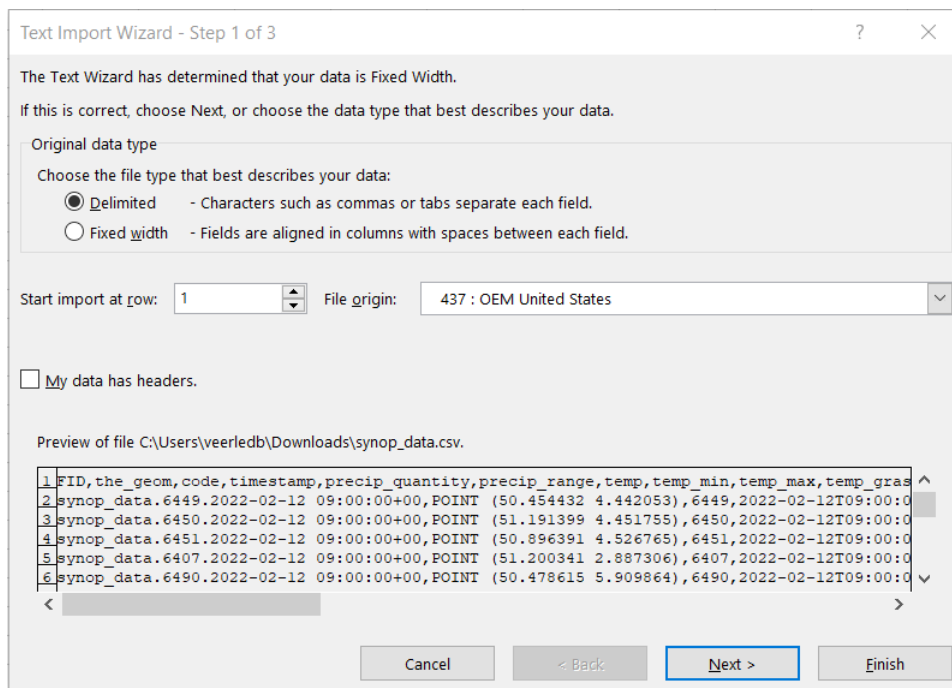 Text Import Wizard - Step 1 of 3
The Text Wizard has determined that your data is Fixed Width.
If this is correct, choose Next, or choose the data type that best describes your data.
Original data type
Choose the file type that best describes your data:
Delimited - Characters such as commas or tabs separate each field.
Fixed width - Fields are aligned in columns with spaces between each field.
Start import at row: 1 File origin: 437 : OEM United States
My data has headers.
Preview of file C:\Users\veerledb\Downloads\synop_data.csv.
1 FID,the_geom,code,timestamp,precip_quantity,precip_range,temp,temp_min,temp_max,temp_gras
2 synop_data.6449.2022-02-12 09:00:00+00,POINT (50.454432 4.442053),6449,2022-02-12T09:00:0
3 synop_data.6450.2022-02-12 09:00:00+00,POINT (51.191399 4.451755),6450,2022-02-12T09:00:0
4 synop_data.6451.2022-02-12 09:00:00+00,POINT (50.896391 4.526765),6451,2022-02-12T09:00:0
5 synop_data.6407.2022-02-12 09:00:00+00,POINT (51.200341 2.887306),6407,2022-02-12T09:00:0
6 synop_data.6490.2022-02-12 09:00:00+00,POINT (50.478615 5.909864),6490,2022-02-12T09:00:0
Cancel < Back Next > Finish